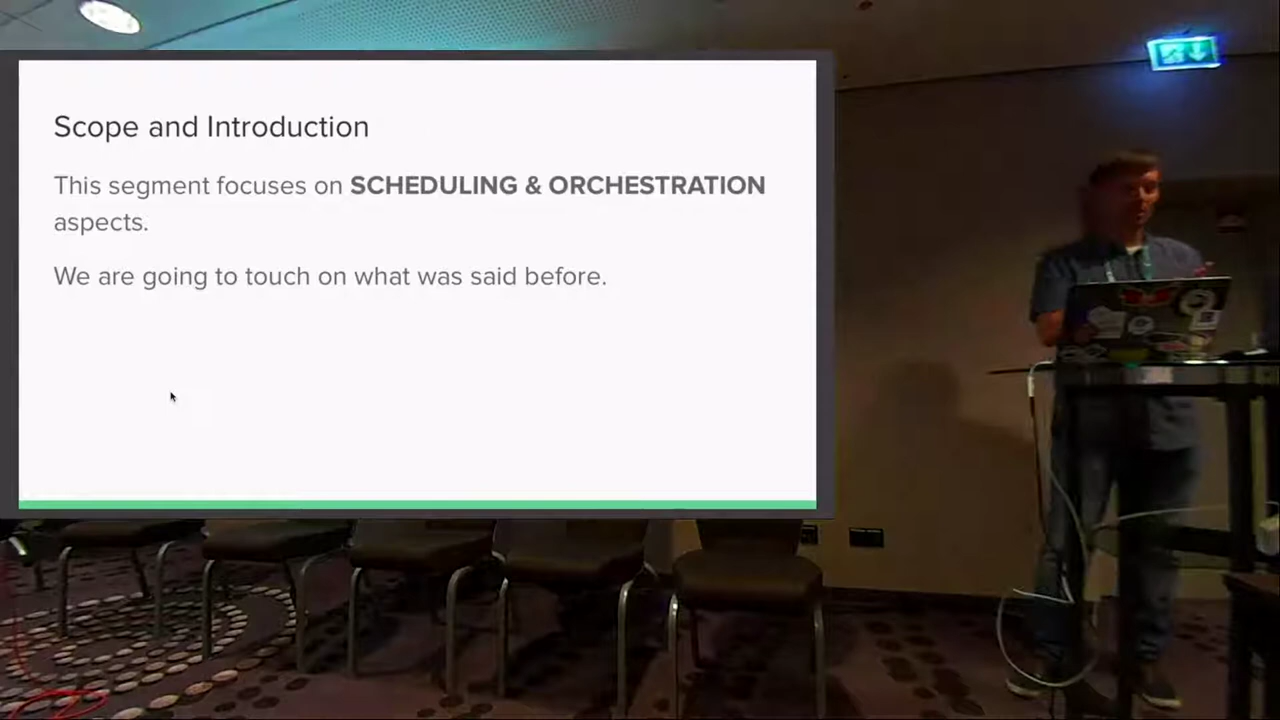 Scope and Introduction
This segment focuses on SCHEDULING & ORCHESTRATION
aspects.
We are going to touch on what was said before.